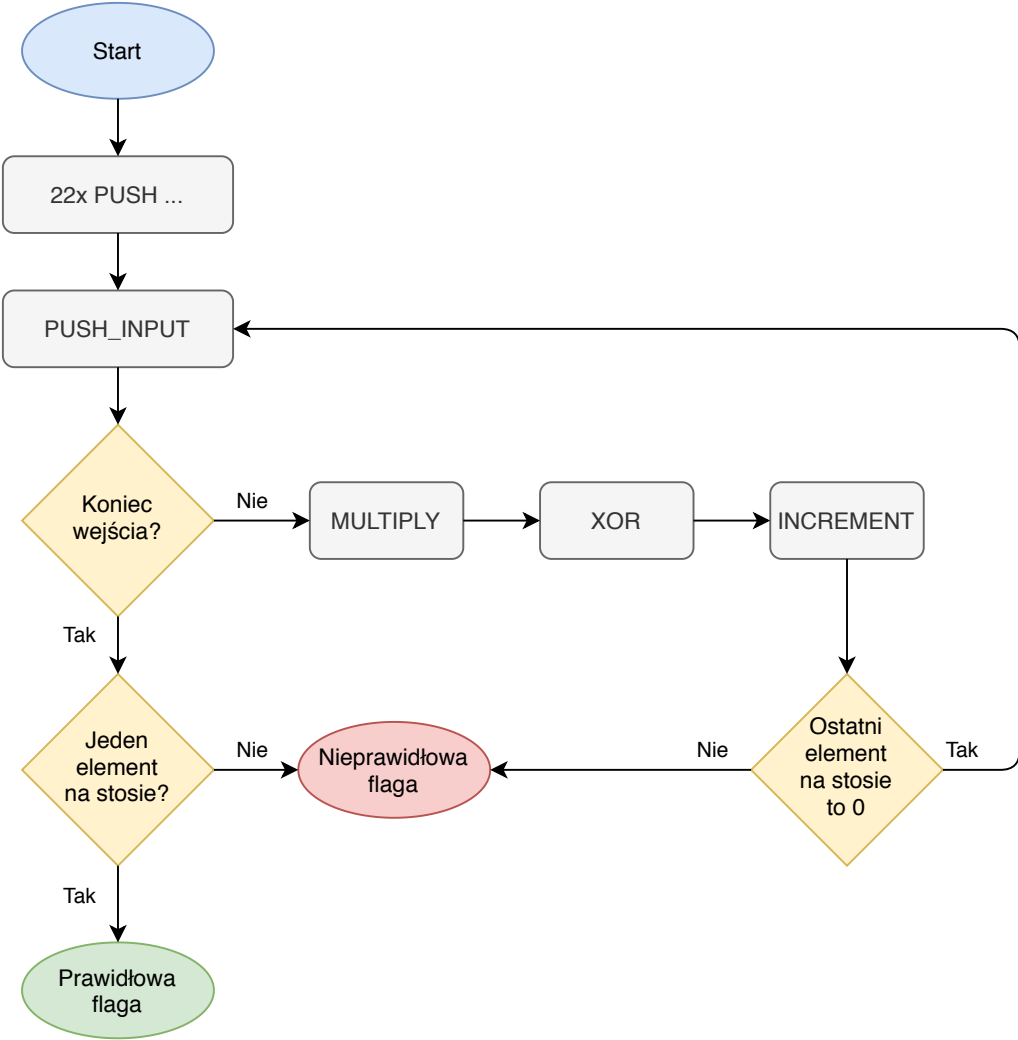 Start
22x PUSH ...
PUSH_INPUT
Koniec
wejścia?
Nie
MULTIPLY
XOR
INCREMENT
Tak
Jeden
element
na stosie?
Nie
Nieprawidłowa
flaga
Nie
Ostatni
element
na stosie
to 0
Tak
Tak
Prawidłowa
flaga